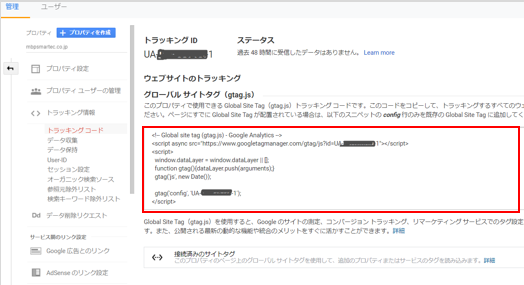 管理
ユーザー
プロパティ
+ プロパティを作成
mbpsmartec.co.jp
プロパティ設定
プロパティ ユーザーの管理
<> トラッキング情報
トラッキング コード
データ収集
データ保持
User-ID
セッション設定
オーガニック検索ソース
参照元除外リスト
検索キーワード除外リスト
Dd データ削除リクエスト
サービス間のリンク設定
Google 広告とのリンク
AdSense のリンク設定
トラッキング ID
UA- 1
ステータス
過去 48 時間に受信したデータはありません。 Learn more
ウェブサイトのトラッキング
グローバル サイトタグ（gtag.js）
このプロパティで使用できる Global Site Tag（gtag.js）トラッキング コードです。このコードをコピーして、トラッキングするすべてのウ
ださい。ページにすでに Global Site Tag が配置されている場合は、以下のスニペットの config 行のみを既存の Global Site Tag に追加してく
<!-- Global site tag (gtag.js) - Google Analytics -->
<script async src="https://www.googletagmanager.com/gtag/js?id=UA- 1"></script>
<script>
window.dataLayer = window.dataLayer || [];
function gtag(){dataLayer.push(arguments);}
gtag('js', new Date());
gtag('config', 'UA- -1');
</script>
Global Site Tag（gtag.js）を使用すると、Google のサイトの測定、コンバージョン トラッキング、リマーケティング サービスでのタグ設定
す。また、公開される最新の動的な機能や統合のメリットをすぐに活かすことができます。詳細
接続済みのサイトタグ
このプロパティのページ上のグローバル サイトタグを使用して、追加のプロパティまたはサービスのタグを読み込みます。詳細